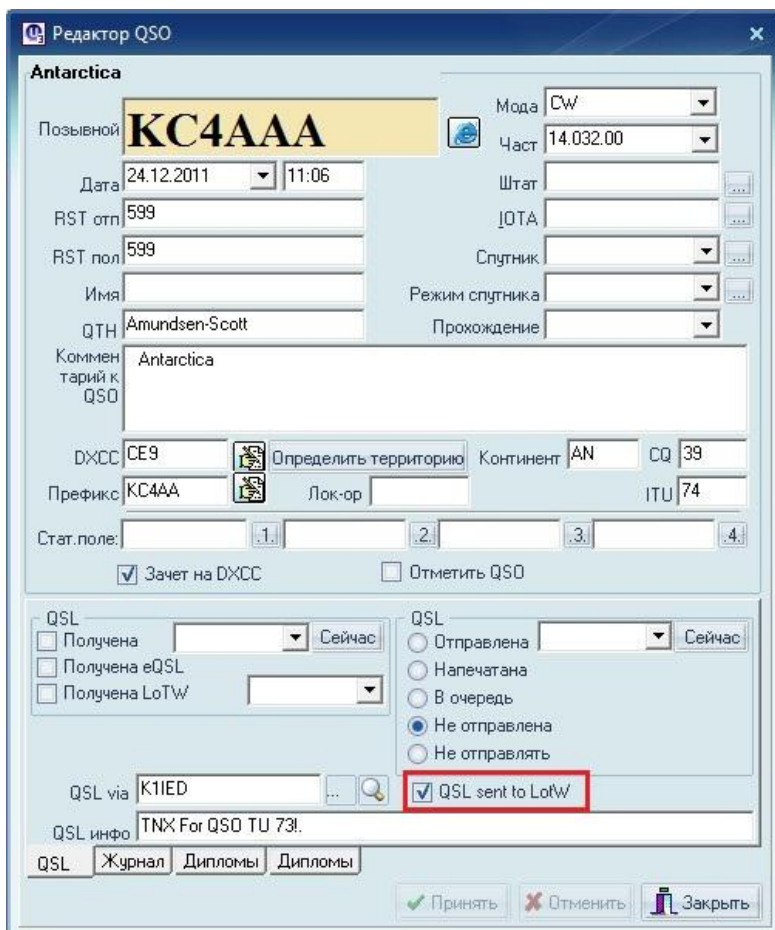 Редактор QSO
Antarctica
Позывной KC4AAA
Мода CW
Част 14.032.00
Дата 24.12.2011 11:06
Штат ...
RST отп 599
IOTA ...
RST пол 599
Спутник ...
Имя
Режим спутника ...
QTH Amundsen-Scott
Прохождение
Коммен
тарий к
QSO
Antarctica
DXCC CE9 Определить территорию Континент AN CQ 39
Префикс KC4AA Лок-ор ITU 74
Стат.поле: .1. .2. .3. .4.
Зачет на DXCC Отметить QSO
QSL
Получена Сейчас
Получена eQSL
Получена LoTW
QSL
Отправлена Сейчас
Напечатана
В очередь
Не отправлена
Не отправлять
QSL via K1IED ...
QSL sent to LotW
QSL инфо TNX For QSO TU 73!.
QSL Журнал Дипломы Дипломы
Принять Отменить Закрыть